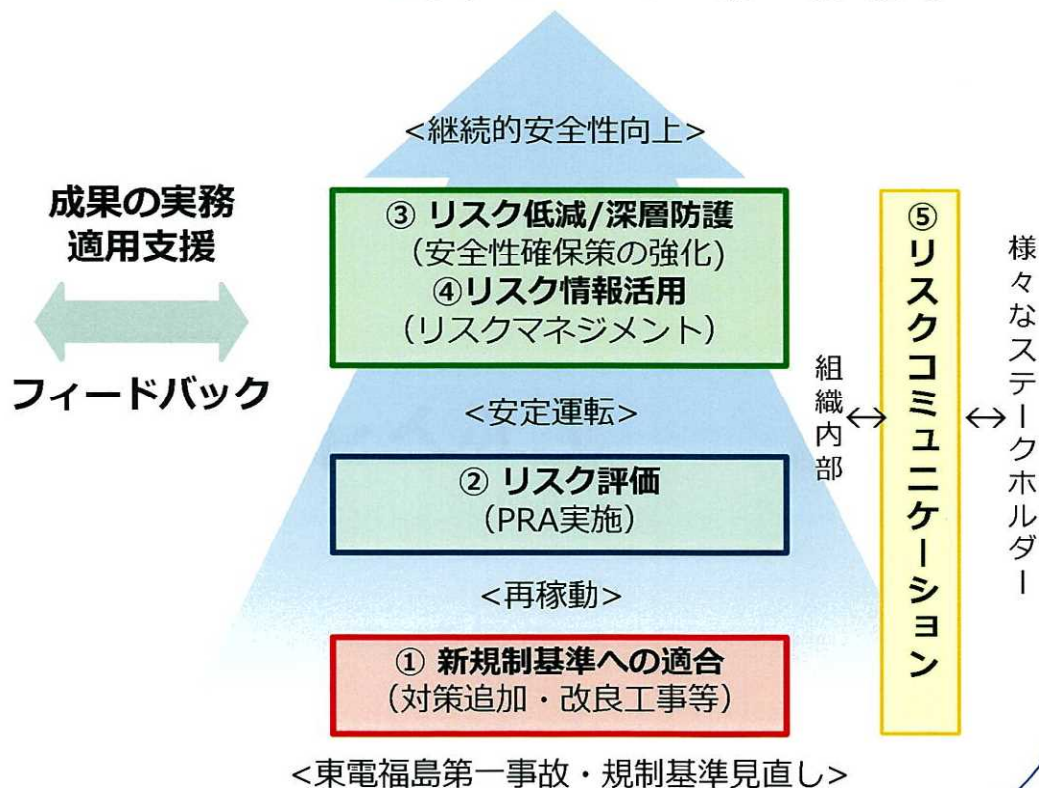 <継続的安全性向上>
成果の実務
適用支援
フィードバック
③ リスク低減/深層防護
（安全性確保策の強化)
④リスク情報活用
（リスクマネジメント）
<安定運転>
② リスク評価
（PRA実施）
<再稼動>
① 新規制基準への適合
（対策追加・改良工事等）
<東電福島第一事故・規制基準見直し>
組織内部
↔
⑤リスクコミュニケーション
↔
様々なステークホルダー